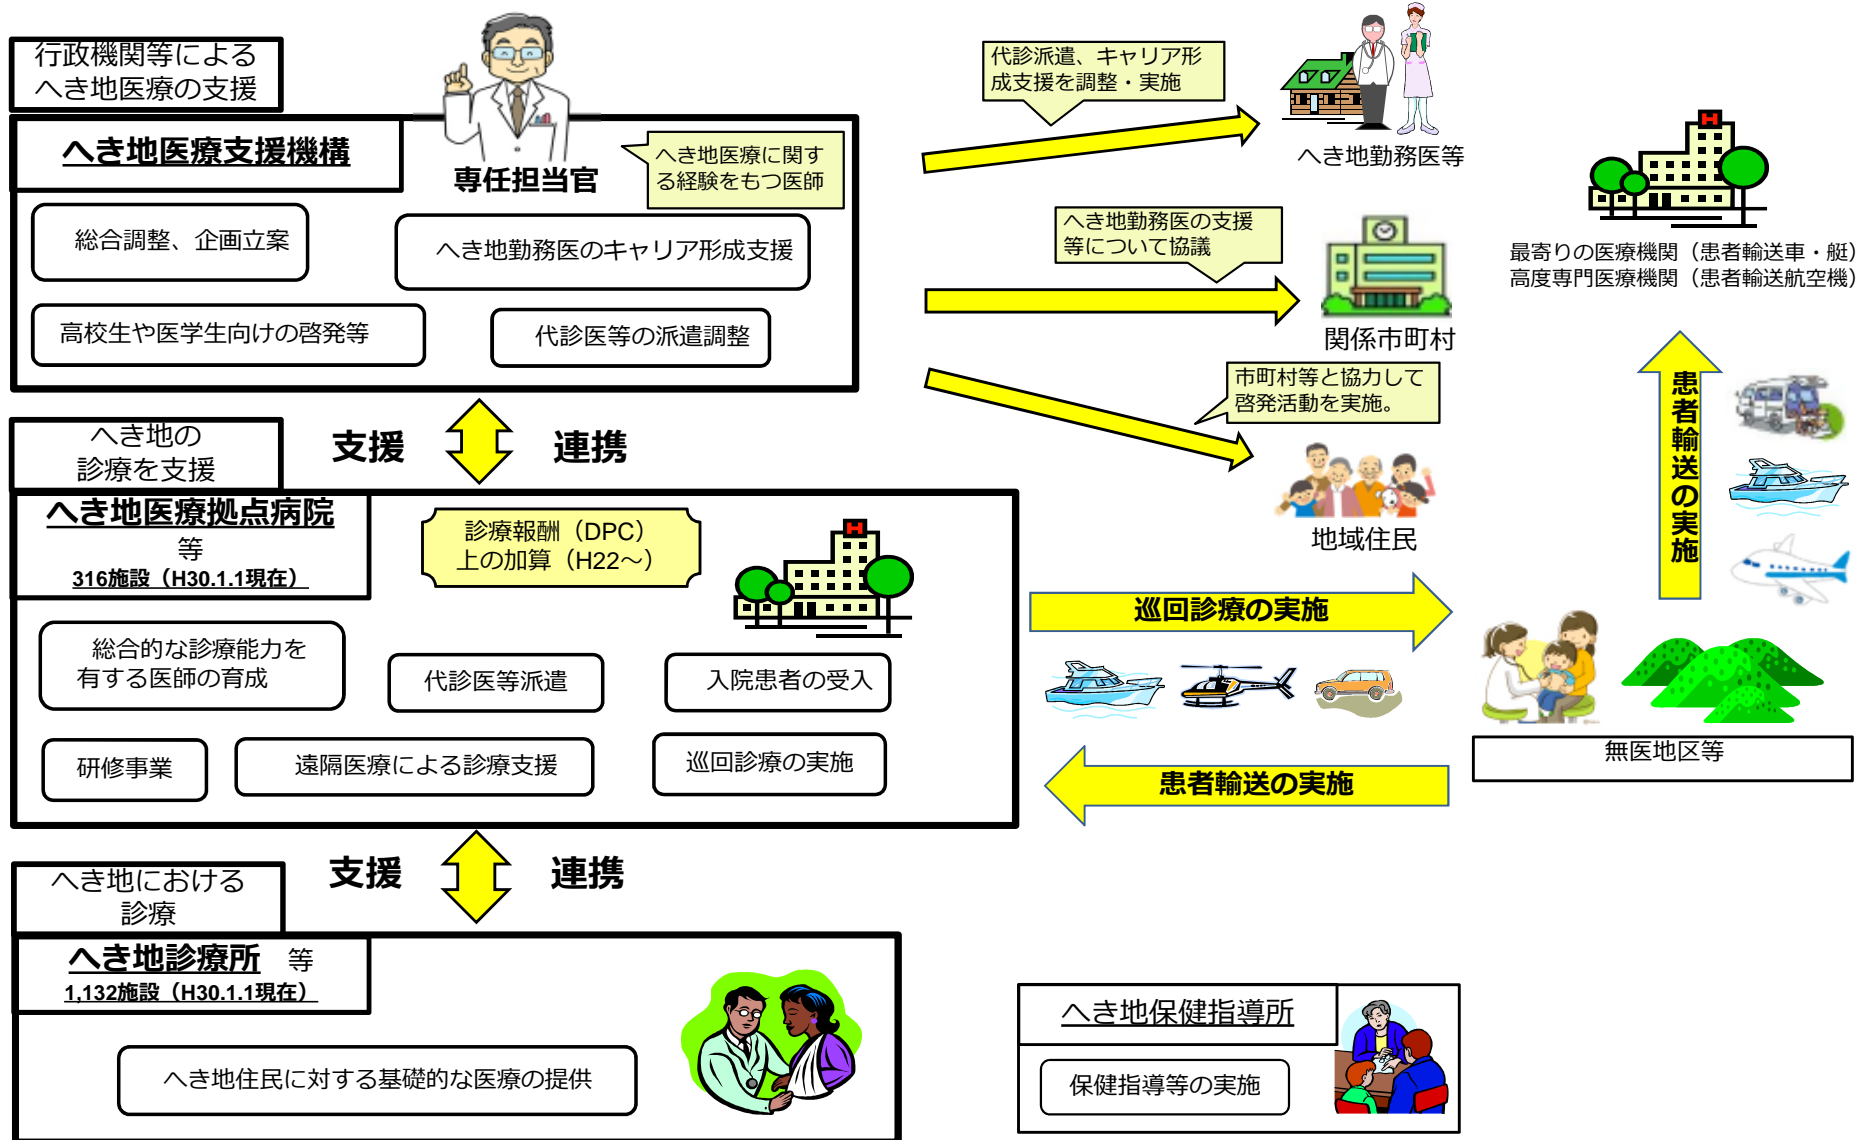 行政機関等による
へき地医療の支援
へき地医療支援機構
専任担当官
へき地医療に関す
る経験をもつ医師
総合調整、企画立案
へき地勤務医のキャリア形成支援
高校生や医学生向けの啓発等
代診医等の派遣調整
代診派遣、キャリア形
成支援を調整・実施
へき地勤務医等
へき地勤務医の支援
等について協議
関係市町村
市町村等と協力して
啓発活動を実施。
地域住民
H
最寄りの医療機関（患者輸送車・艇）
高度専門医療機関（患者輸送航空機）
患者輸送の実施
支援
連携
へき地の
診療を支援
へき地医療拠点病院
等
316施設（H30.1.1現在）
診療報酬（DPC）
上の加算（H22～）
H
総合的な診療能力を
有する医師の育成
代診医等派遣
入院患者の受入
研修事業
遠隔医療による診療支援
巡回診療の実施
巡回診療の実施
患者輸送の実施
無医地区等
支援
連携
へき地における
診療
へき地診療所 等
1,132施設（H30.1.1現在）
へき地住民に対する基礎的な医療の提供
へき地保健指導所
保健指導等の実施